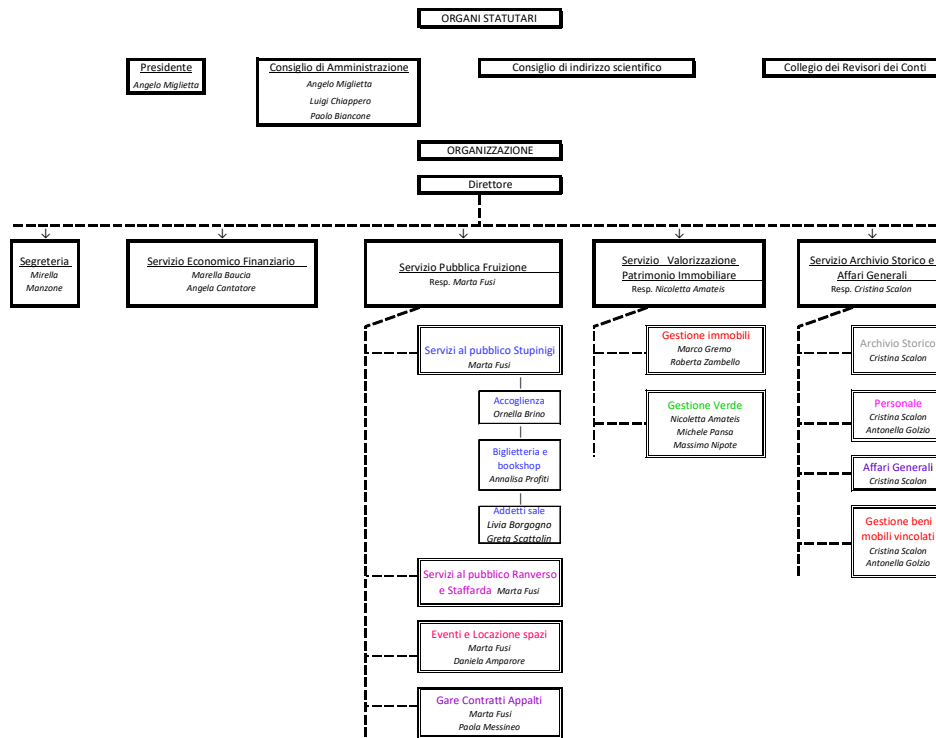 ORGANI STATUTARI
Presidente
Angelo Miglietta
Consiglio di Amministrazione
Angelo Miglietta
Luigi Chiappero
Paolo Biancone
Consiglio di indirizzo scientifico
Collegio dei Revisori dei Conti
ORGANIZZAZIONE
Direttore
Segreteria
Mirella
Manzone
Servizio Economico Finanziario
Marella Baucia
Angela Cantatore
Servizio Pubblica Fruizione
Resp. Marta Fusi
Servizio Valorizzazione
Patrimonio Immobiliare
Resp. Nicoletta Amateis
Servizio Archivio Storico e
Affari Generali
Resp. Cristina Scalon
Servizi al pubblico Stupinigi
Marta Fusi
Accoglienza
Ornella Brino
Biglietteria e
bookshop
Annalisa Profiti
Addetti sale
Livia Borgogno
Greta Scattolin
Servizi al pubblico Ranverso
e Staffarda Marta Fusi
Eventi e Locazione spazi
Marta Fusi
Daniela Amparore
Gare Contratti Appalti
Marta Fusi
Paola Messineo
Gestione immobili
Marco Gremo
Roberta Zambello
Gestione Verde
Nicoletta Amateis
Michele Pansa
Massimo Nipote
Archivio Storico
Cristina Scalon
Personale
Cristina Scalon
Antonella Golzio
Affari Generali
Cristina Scalon
Gestione beni
mobili vincolati
Cristina Scalon
Antonella Golzio